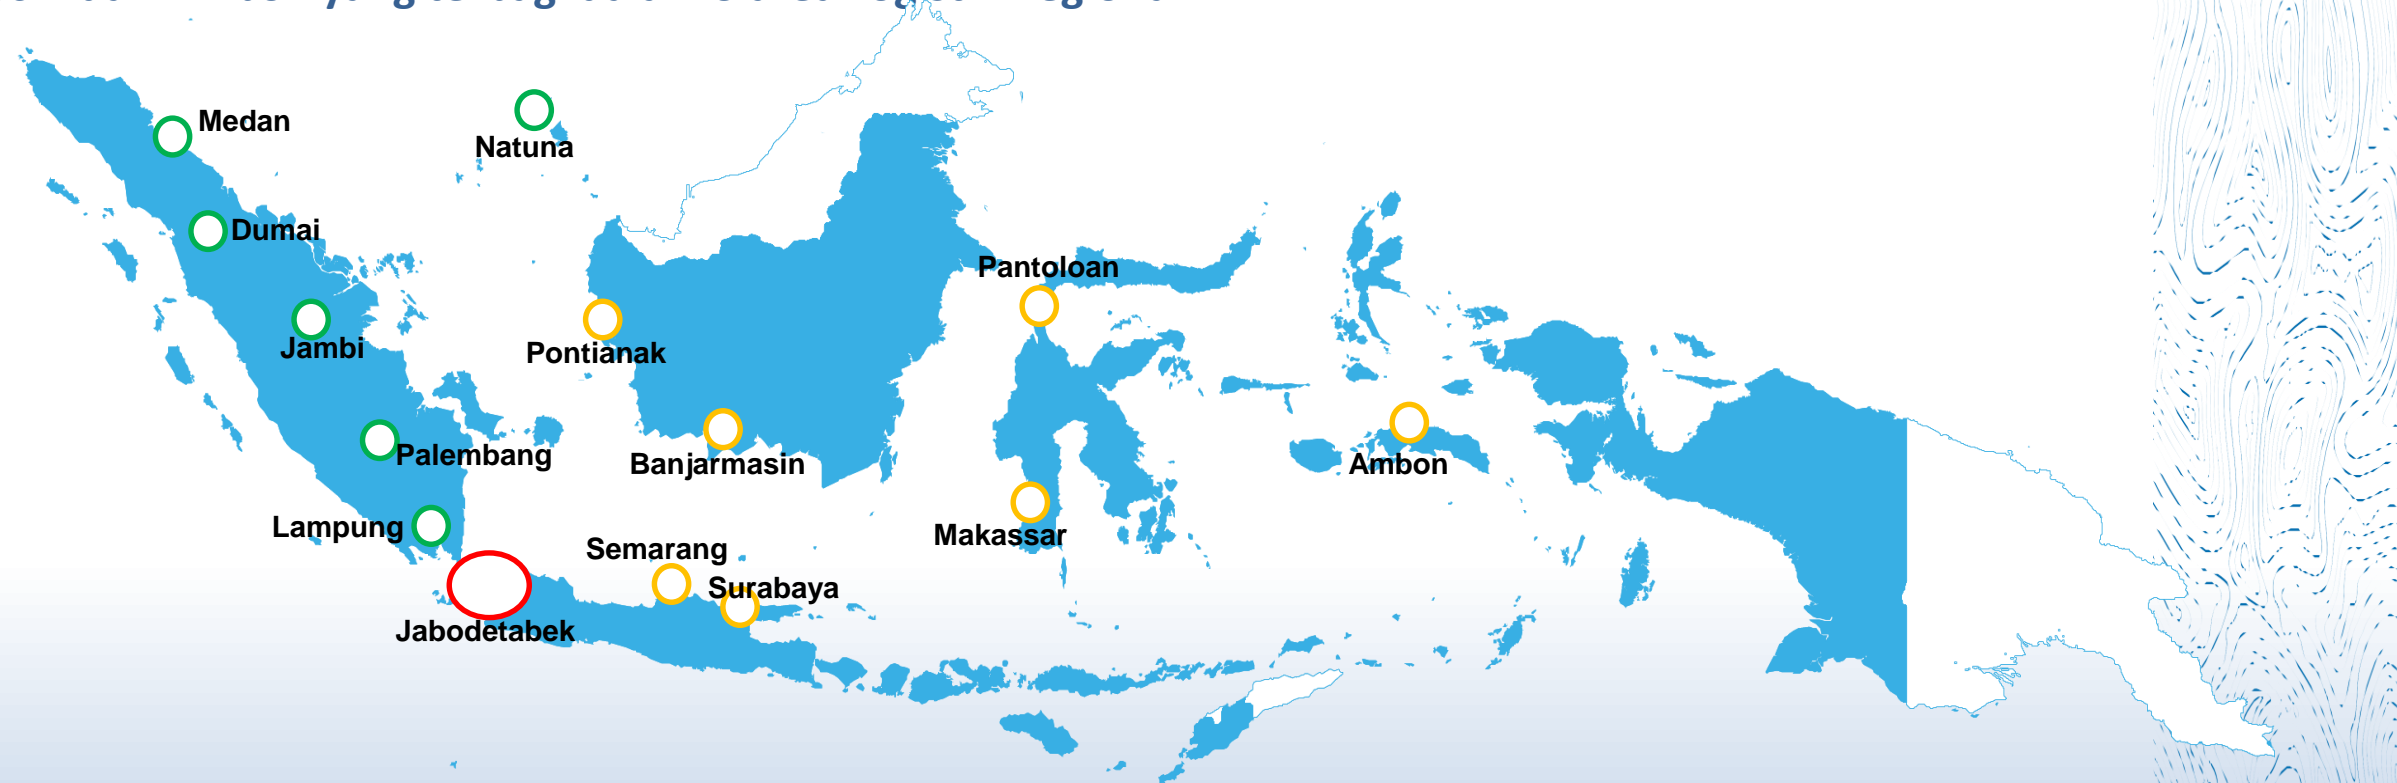 Medan
Natuna
Dumai
Pantoloan
Jambi
Pontianak
Palembang
Banjarmasin
Ambon
Lampung
Makassar
Semarang
Surabaya
Jabodetabek